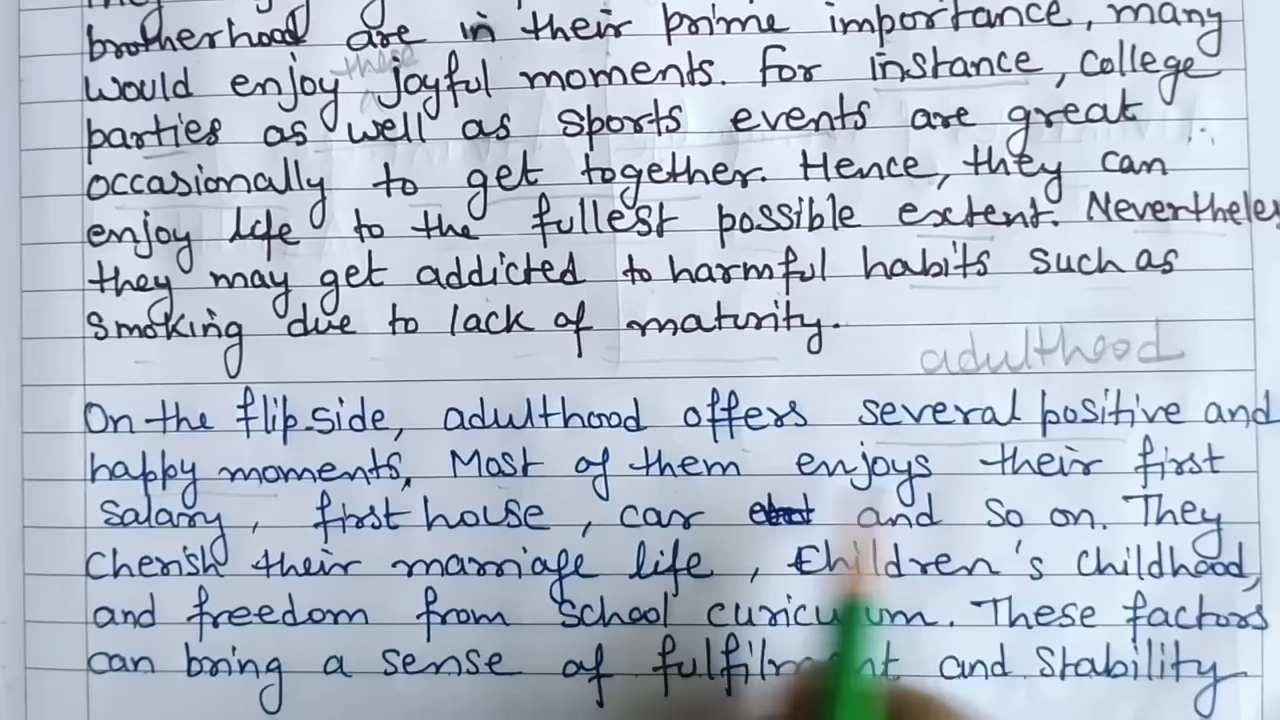 brotherhood are in their prime importance, many
these
would enjoy joyful moments. For instance, college
parties as well as sports events are great
occasionally to get together. Hence, they can
enjoy life to the fullest possible extent. Neverthele
they may get addicted to harmful habits such as
smoking due to lack of maturity.
adulthood
On the flip side, adulthood offers several positive and
happy moments. Most of them enjoys their first
salary, first house, car and so on. They
cherish their marriage life, children's childhood,
and freedom from school curiculum. These factors
can bring a sense of fulfilment and stability